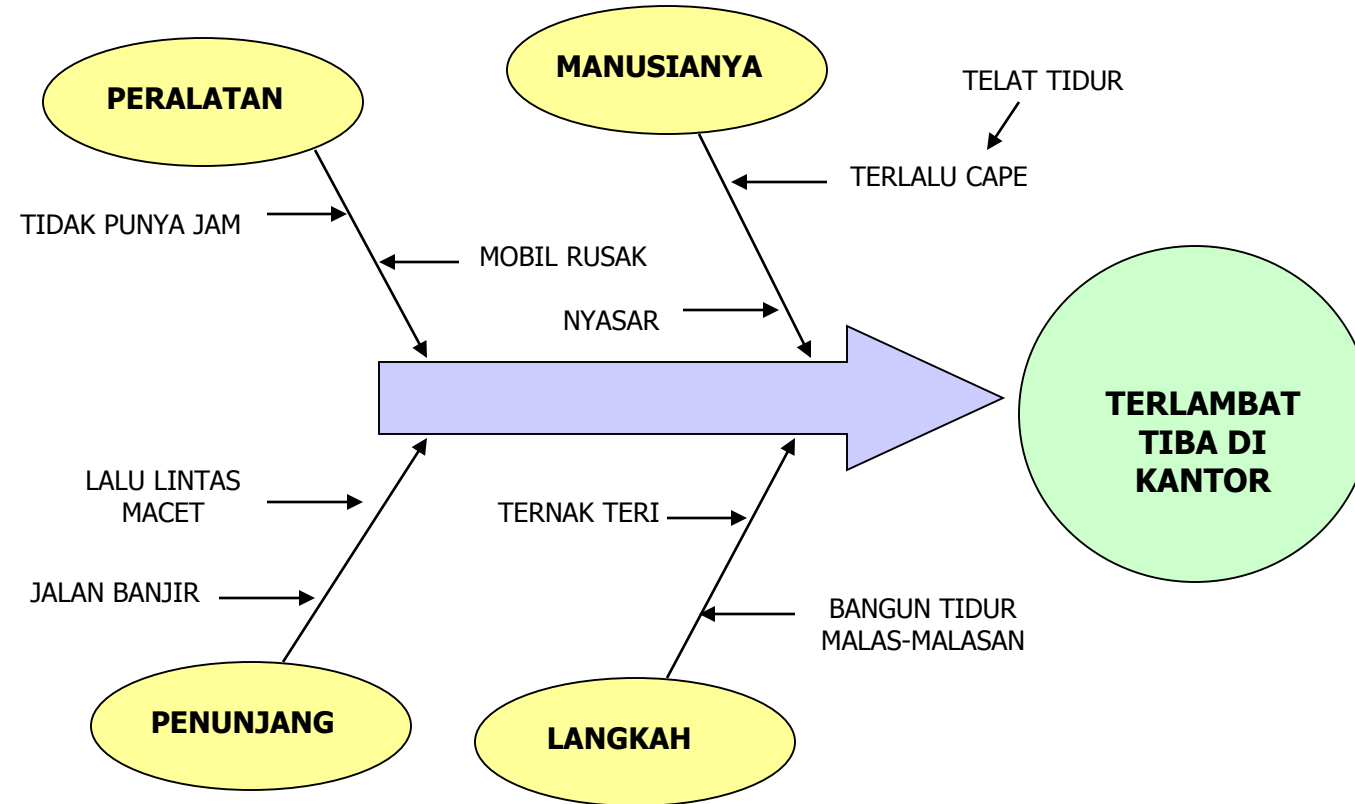 MANUSIANYA
PERALATAN
TELAT TIDUR
TERLALU CAPE
TIDAK PUNYA JAM
MOBIL RUSAK
NYASAR
TERLAMBAT
TIBA DI
KANTOR
LALU LINTAS
MACET
TERNAK TERI
JALAN BANJIR
BANGUN TIDUR
MALAS-MALASAN
PENUNJANG
LANGKAH